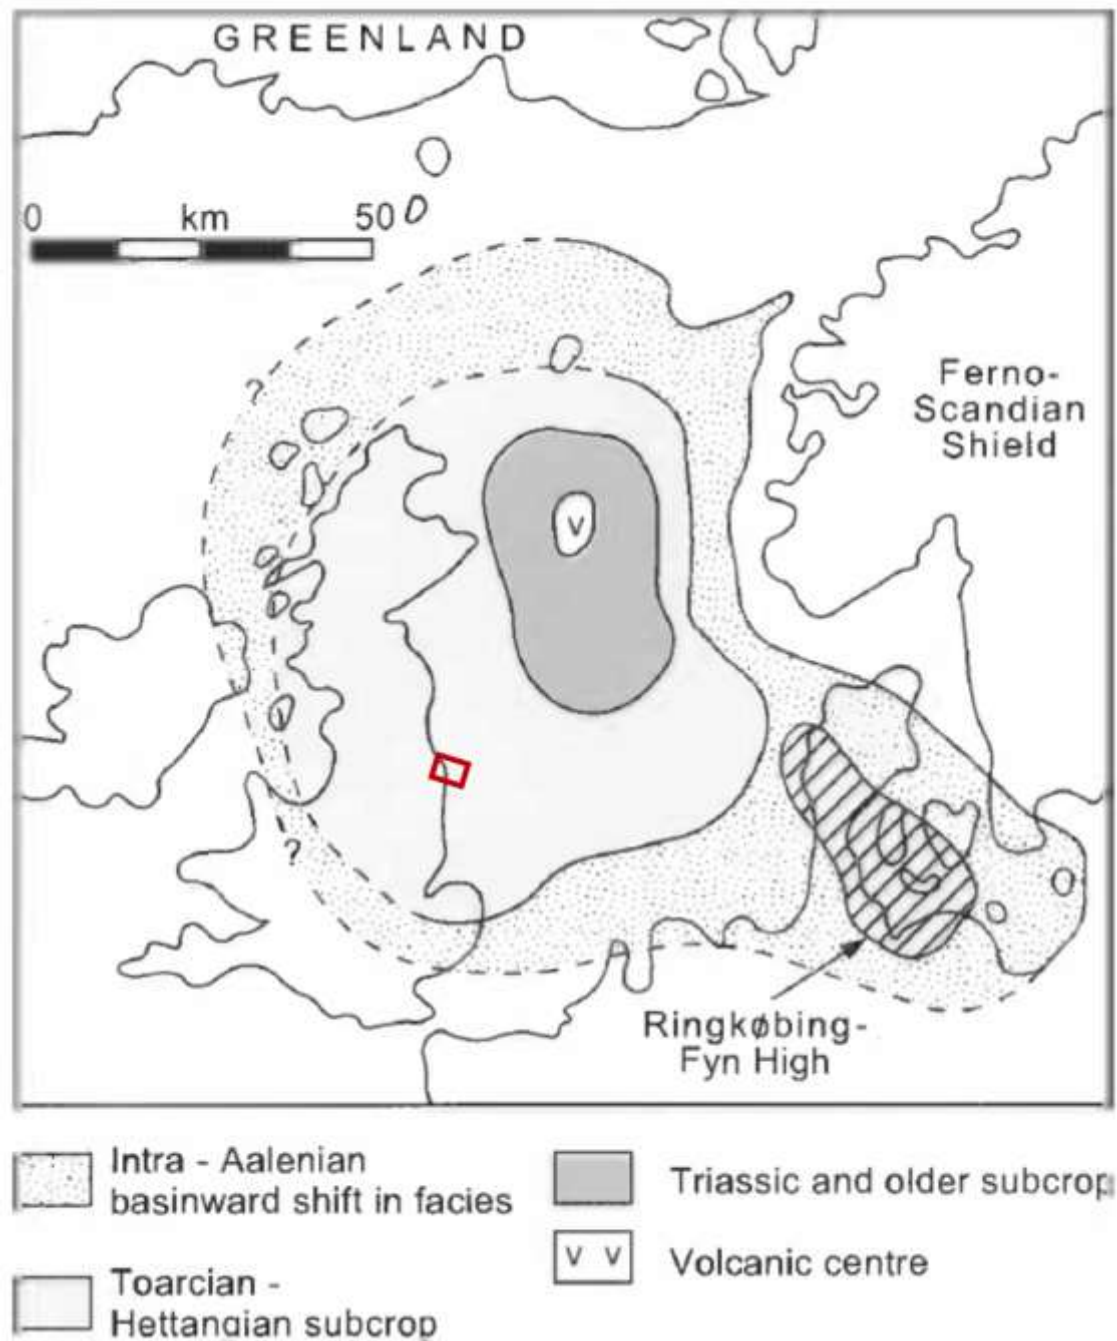 GREENLAND
0 km 50
?
Ferno-
Scandian
Shield
v
?
Ringkøbing-
Fyn High
Intra - Aalenian
basinward shift in facies
Toarcian -
Hettangian subcrop
Triassic and older subcrop
v v
Volcanic centre